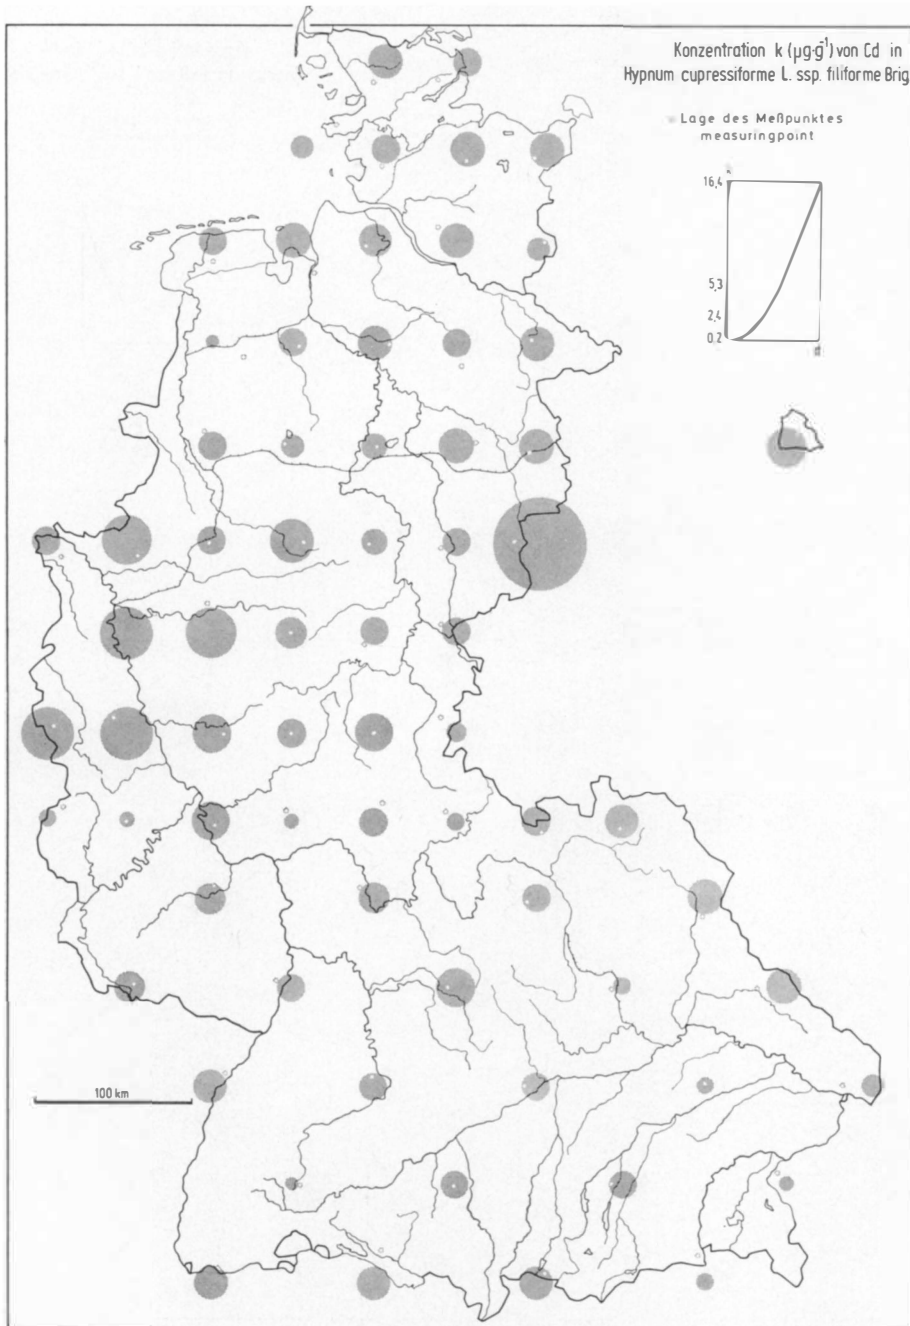 Konzentration k (µg·g⁻¹) von Cd in
Hypnum cupressiforme L. ssp. filiforme Brig
Lage des Meßpunktes
measuringpoint
16,4
5,3
2,4
0,2
100 km